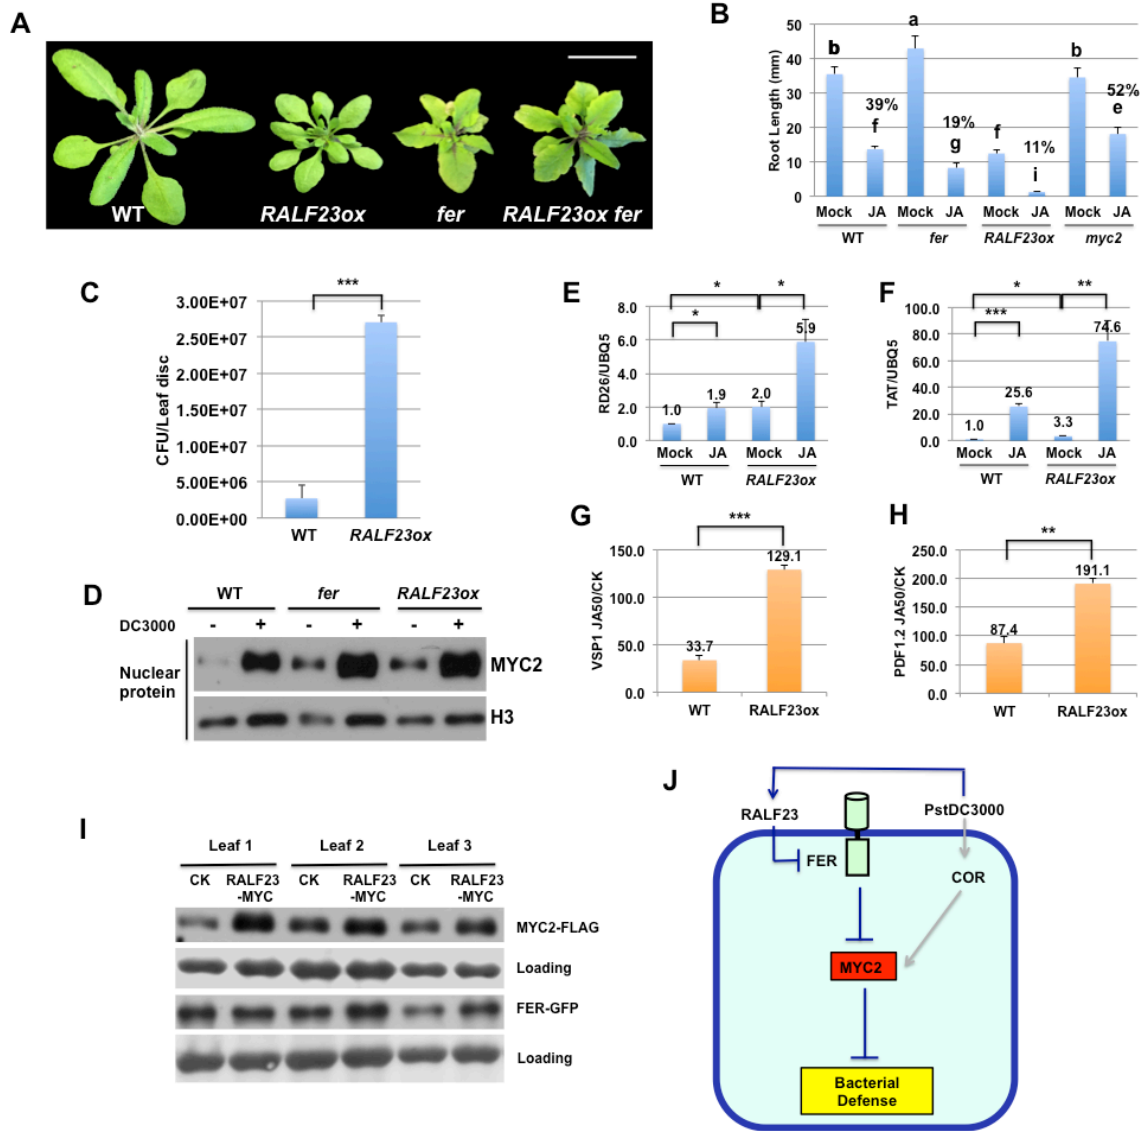 A
WT
RALF23ox
fer
RALF23ox fer
B
Root Length (mm)
50
40
30
20
10
0
b
39%
f
a
19%
g
f
11%
i
b
52%
e
Mock JA Mock JA Mock JA Mock JA
WT fer RALF23ox myc2
C
CFU/Leaf disc
3.00E+07
2.50E+07
2.00E+07
1.50E+07
1.00E+07
5.00E+06
0.00E+00
***
WT RALF23ox
D
WT fer RALF23ox
DC3000 - + - + - +
Nuclear
protein
MYC2
H3
E
RD26/UBQ5
8.0
6.0
4.0
2.0
0.0
* *
*
1.0 1.9 2.0 5.9
Mock JA Mock JA
WT RALF23ox
F
TAT/UBQ5
100.0
80.0
60.0
40.0
20.0
0.0
* **
***
1.0 25.6 3.3 74.6
Mock JA Mock JA
WT RALF23ox
G
VSP1 JA50/CK
150.0
100.0
50.0
0.0
***
33.7 129.1
WT RALF23ox
H
PDF1.2 JA50/CK
250.0
200.0
150.0
100.0
50.0
0.0
**
87.4 191.1
WT RALF23ox
I
Leaf 1 Leaf 2 Leaf 3
CK RALF23 CK RALF23 CK RALF23
-MYC -MYC -MYC
MYC2-FLAG
Loading
FER-GFP
Loading
J
RALF23 PstDC3000
FER
COR
MYC2
Bacterial
Defense